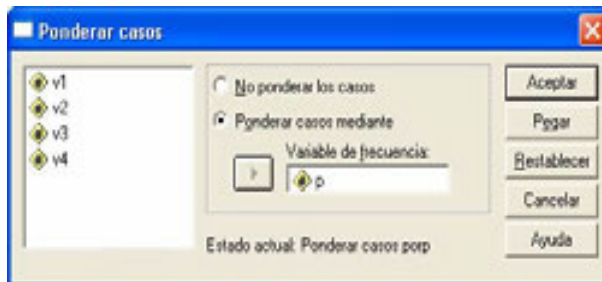 Ponderar casos
v1
v2
v3
v4
No ponderar los casos
Ponderar casos mediante
Variable de frecuencia:
p
Estado actual: Ponderar casos porp
Aceptar
Pegar
Restablecer
Cancelar
Ayuda